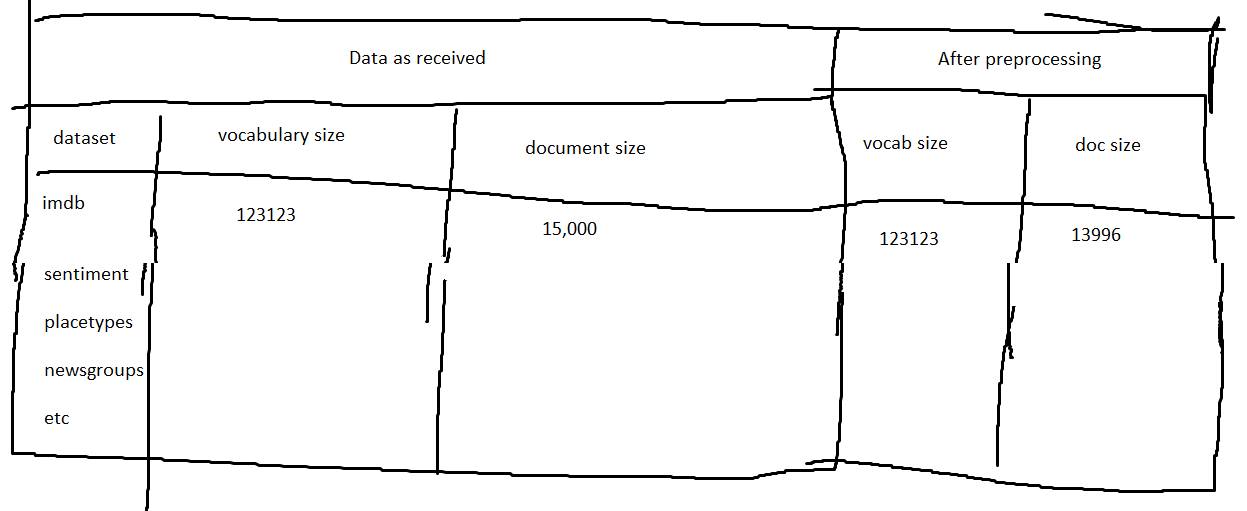 Data as received
After preprocessing
dataset
vocabulary size
document size
vocab size
doc size
imdb
123123
15,000
123123
13996
sentiment
placetypes
newsgroups
etc